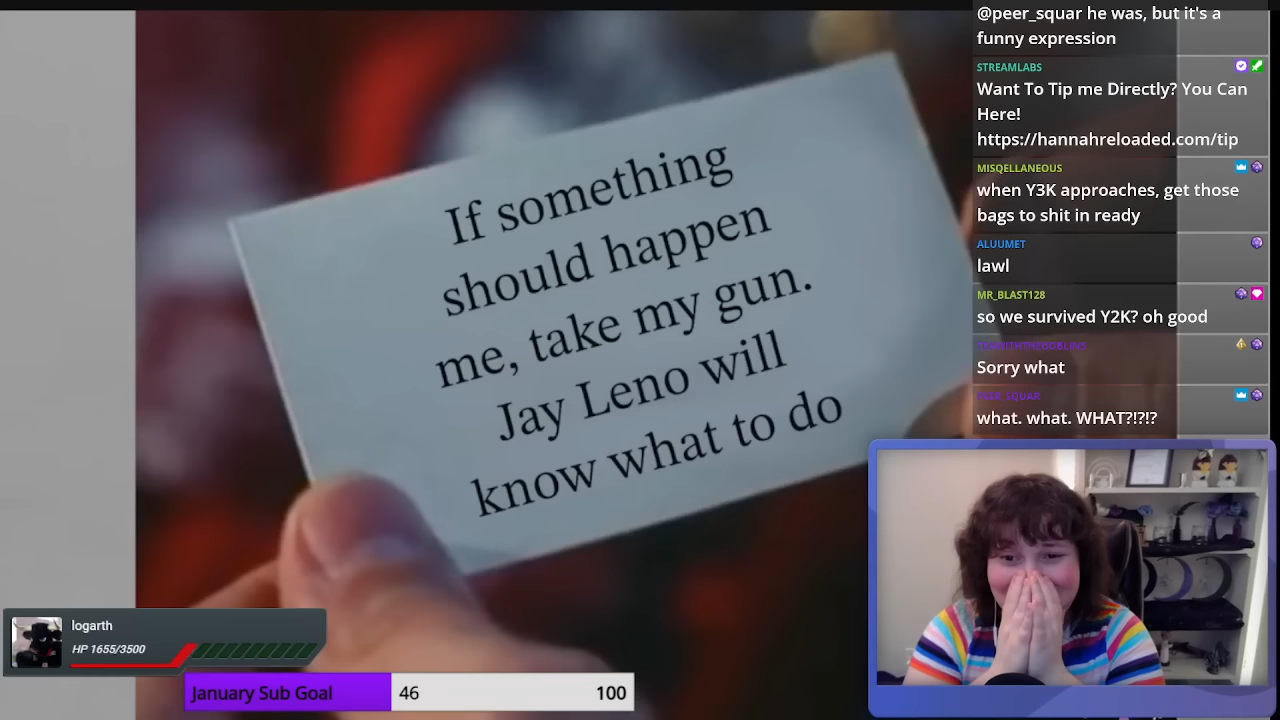 If something
should happen
me, take my gun.
Jay Leno will
know what to do
@peer_squar he was, but it's a
funny expression
STREAMLABS
Want To Tip me Directly? You Can
Here!
https://hannahreloaded.com/tip
MISQELLANEOUS
when Y3K approaches, get those
bags to shit in ready
ALUUMET
lawl
MR_BLAST128
so we survived Y2K? oh good
Sorry what
PEER_SQUAR
what. what. WHAT?!?!?
logarth
HP 1655/3500
January Sub Goal 46 100